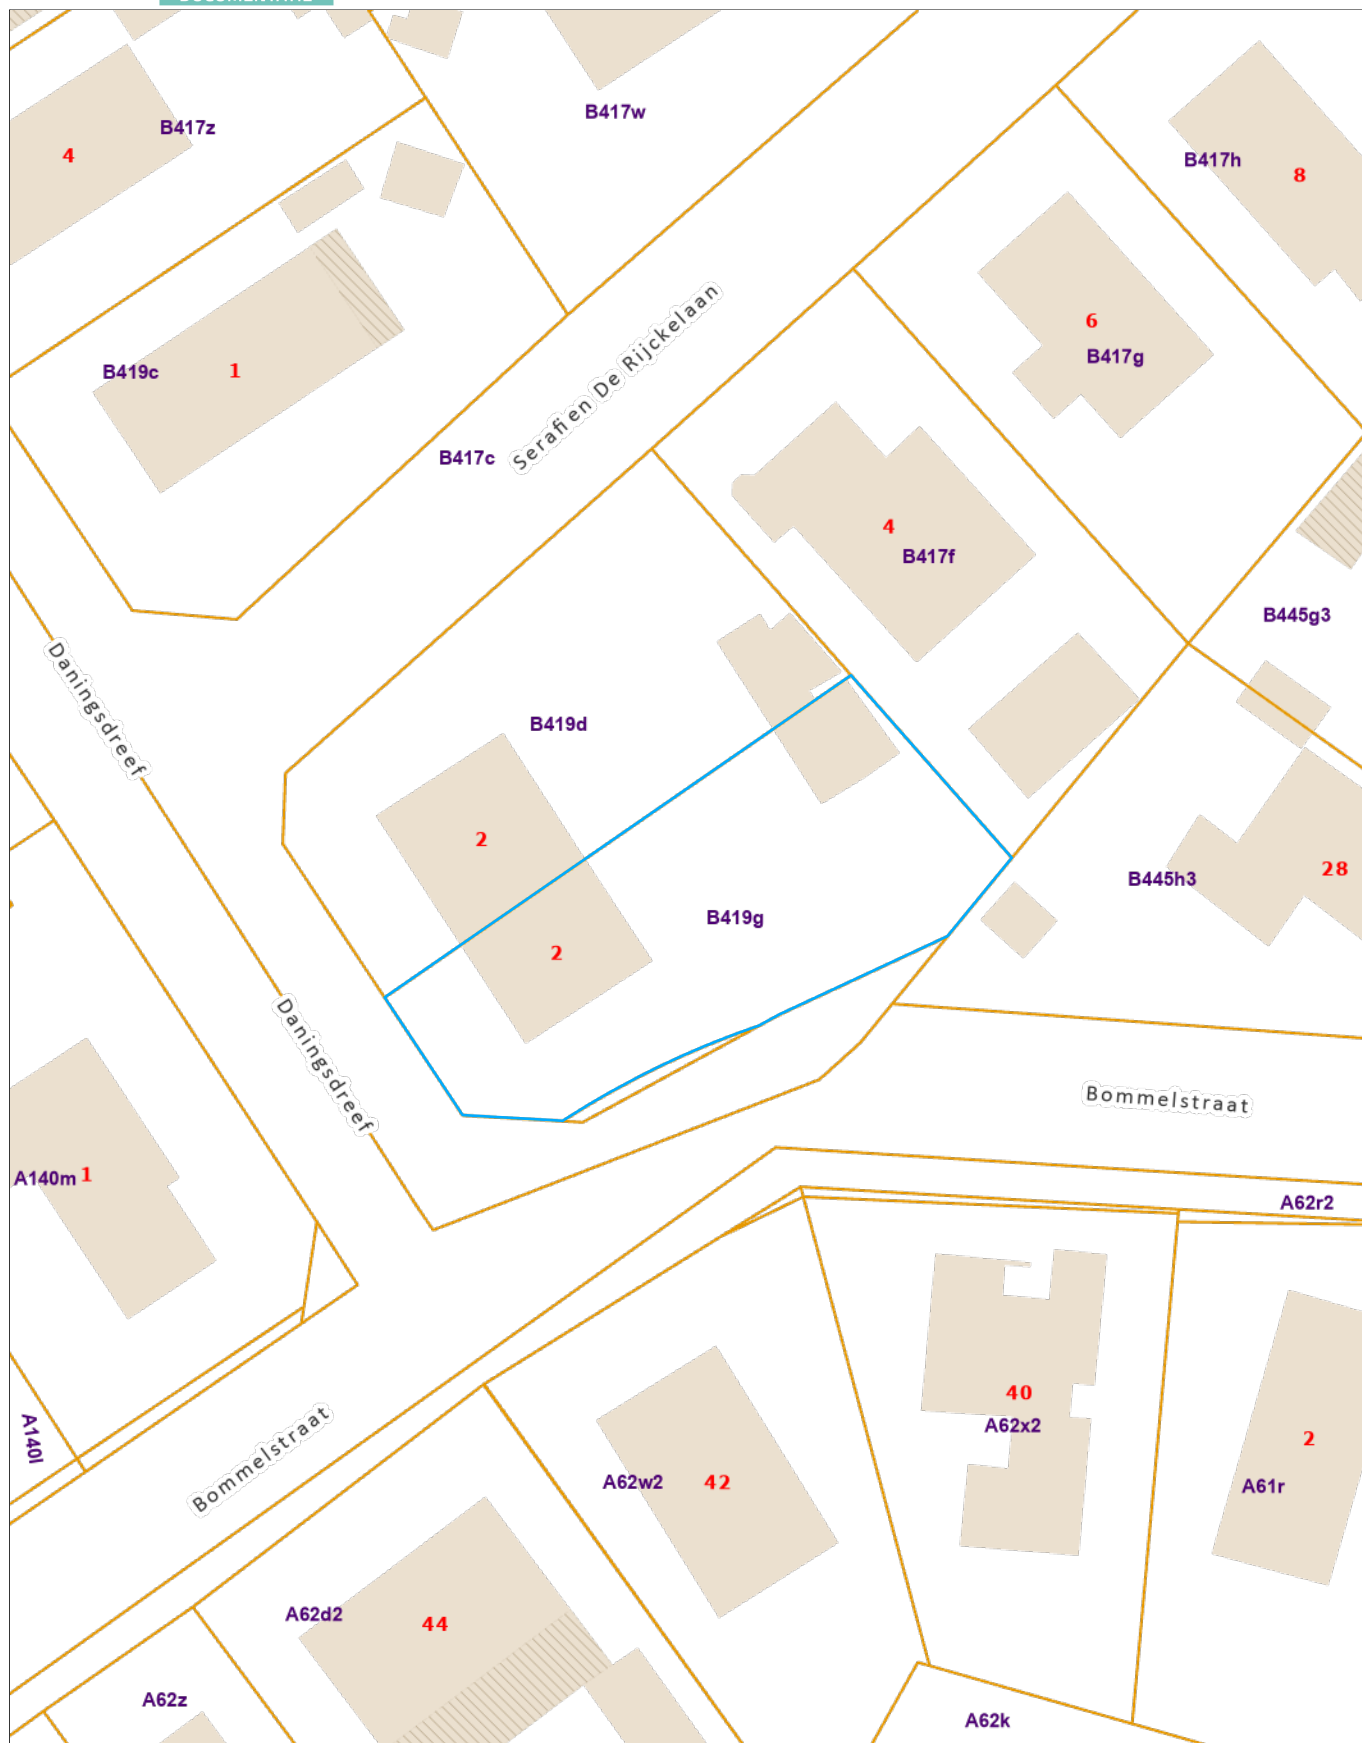 B417w
B417z
4
B417h
8
6
B417g
B419c
1
Serafien De Rijckelaan
B417c
4
B417f
B445g3
Daningsdreef
B419d
2
B445h3
28
B419g
2
Daningsdreef
Bommelstraat
A140m
1
A62r2
40
A62x2
A140l
Bommelstraat
2
A61r
A62w2
42
A62d2
44
A62z
A62k